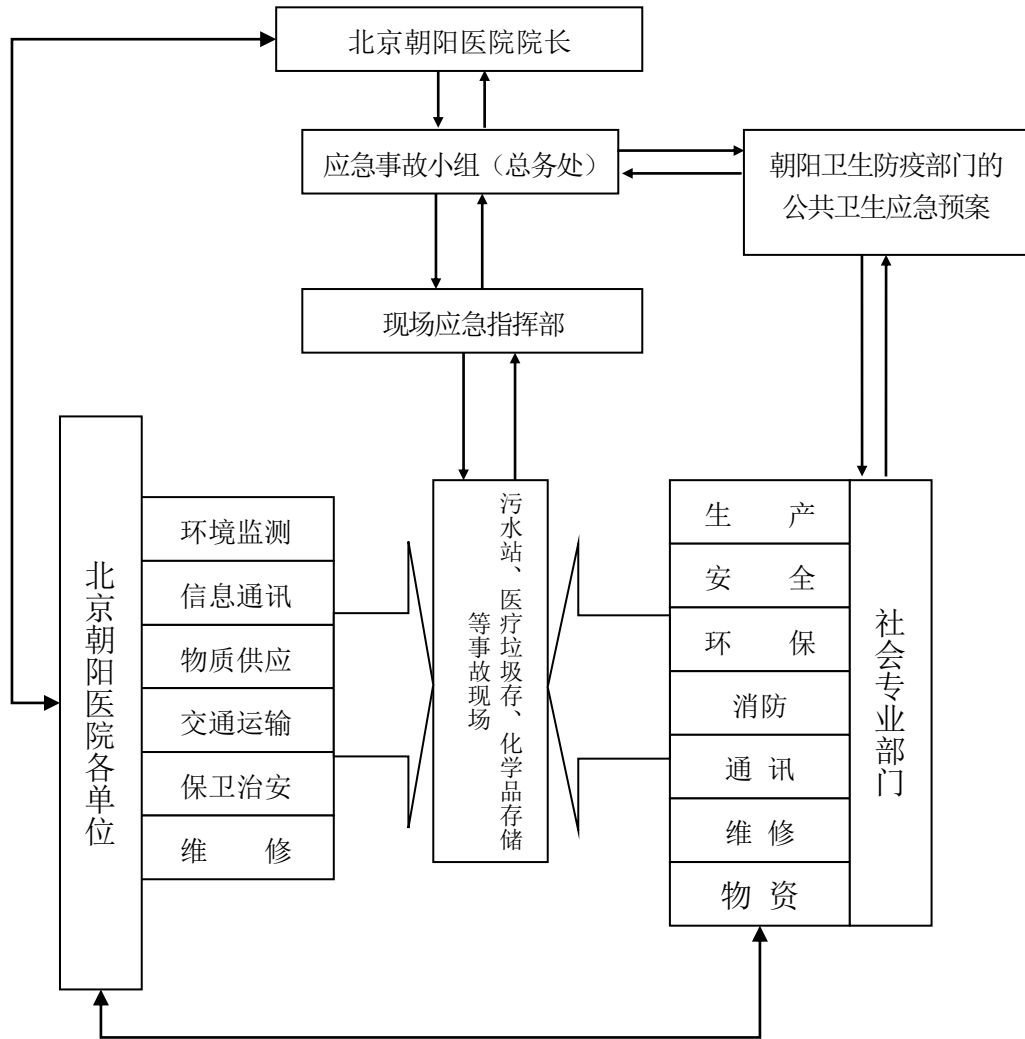 北京朝阳医院院长
应急事故小组（总务处）
朝阳卫生防疫部门的
公共卫生应急预案
现场应急指挥部
北京朝阳医院各单位
环境监测
信息通讯
物质供应
交通运输
保卫治安
维 修
污水站、医疗垃圾存、化学品存储
等事故现场
生 产
安 全
环 保
消防
通 讯
维 修
物 资
社会专业部门